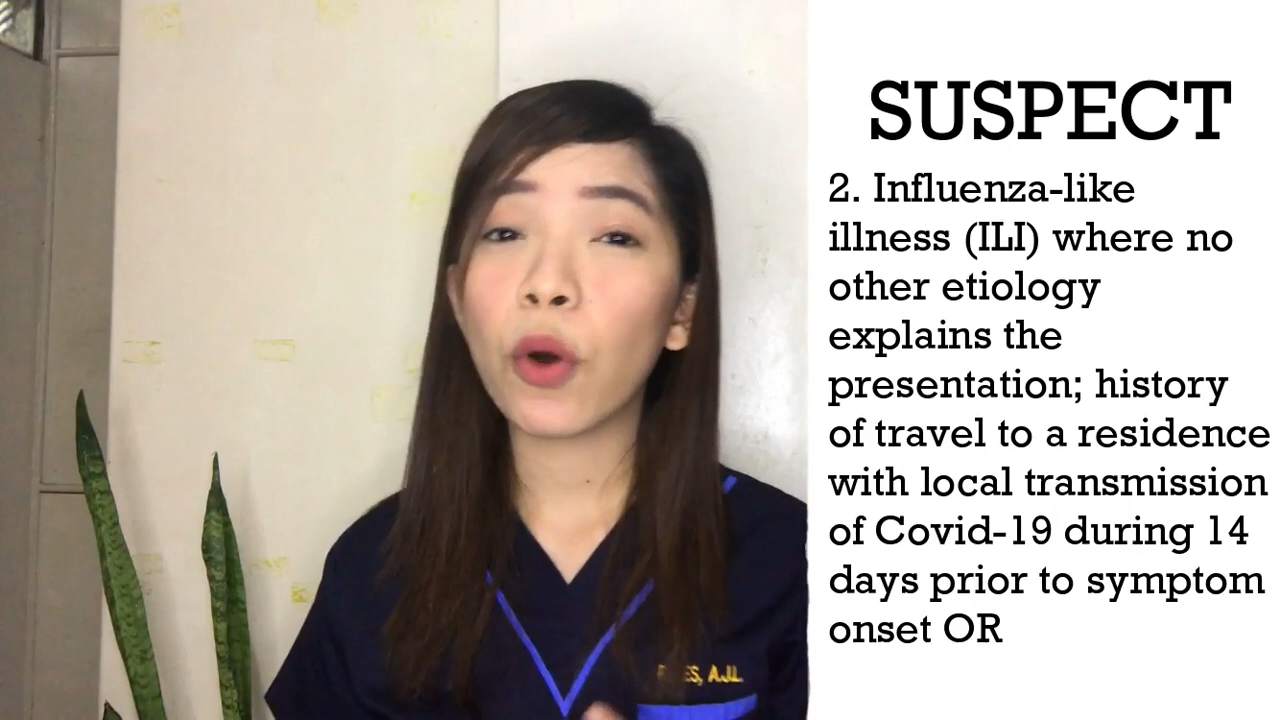 SUSPECT
2. Influenza-like
illness (ILI) where no
other etiology
explains the
presentation; history
of travel to a residence
with local transmission
of Covid-19 during 14
days prior to symptom
onset OR
A.J.L.